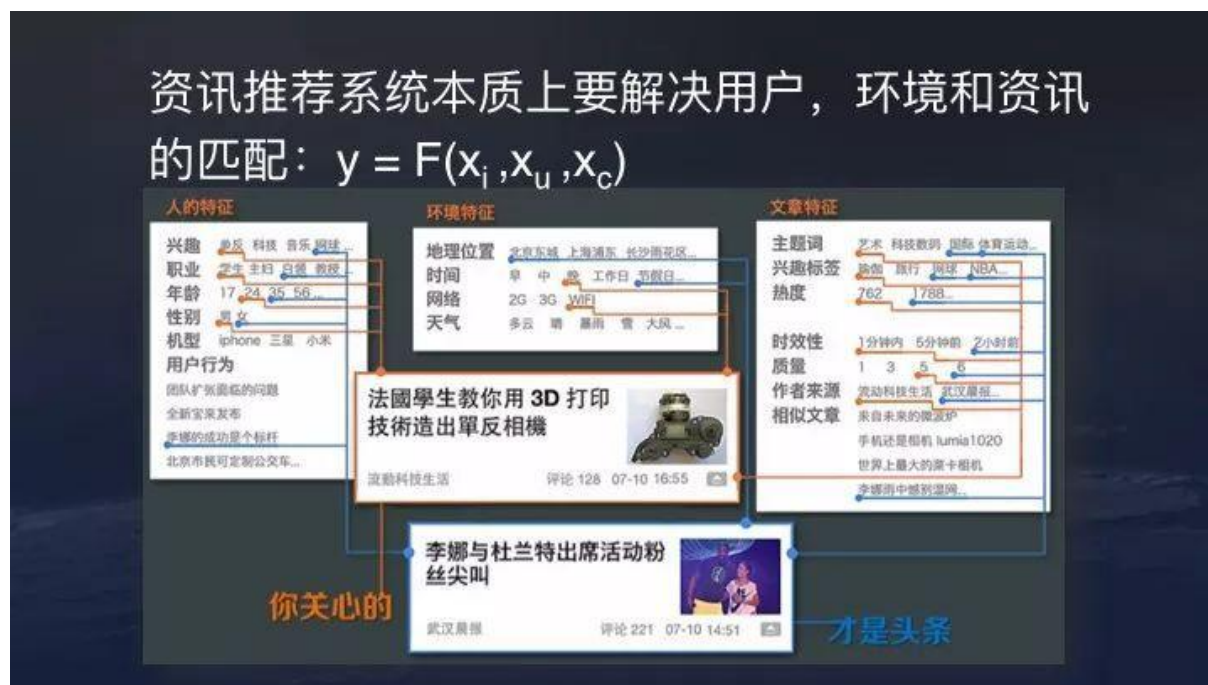 资讯推荐系统本质上要解决用户，环境和资讯
的匹配：y = F(xi ,xu ,xc)
人的特征
兴趣 单反 科技 音乐 网球...
职业 学生 主妇 白领 教授...
年龄 17 24 35 56...
性别 男 女
机型 iphone 三星 小米
用户行为
团队扩张面临的问题
全新宝来发布
李娜的成功是个标杆
北京市民可定制公交车...
环境特征
地理位置 北京东城 上海浦东 长沙雨花区...
时间 早 中 晚 工作日 节假日...
网络 2G 3G WIFI
天气 多云 晴 暴雨 雪 大风...
文章特征
主题词 艺术 科技数码 国际 体育运动...
兴趣标签 瑜伽 旅行 网球 NBA...
热度 762 1788...
时效性 1分钟内 5分钟前 2小时前
质量 1 3 5 6
作者来源 流动科技生活 武汉晨报...
相似文章 来自未来的微波炉
手机还是相机 lumia1020
世界上最大的莱卡相机
李娜雨中憾别温网...
法國學生教你用 3D 打印
技術造出單反相機
流動科技生活 评论 128 07-10 16:55
李娜与杜兰特出席活动粉
丝尖叫
武汉晨报 评论 221 07-10 14:51
你关心的
才是头条